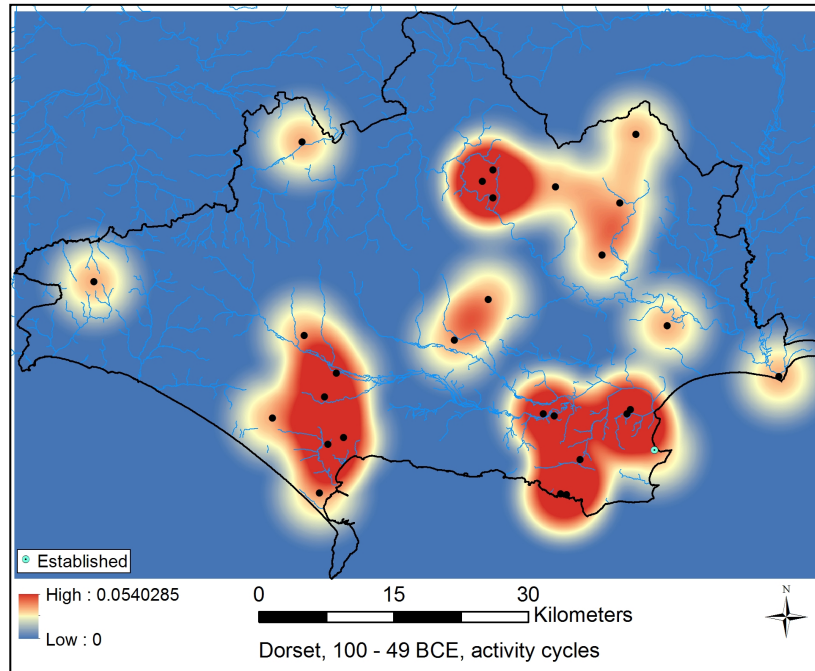 Established
High : 0.0540285
Low : 0
0 15 30
Kilometers
N
Dorset, 100 - 49 BCE, activity cycles